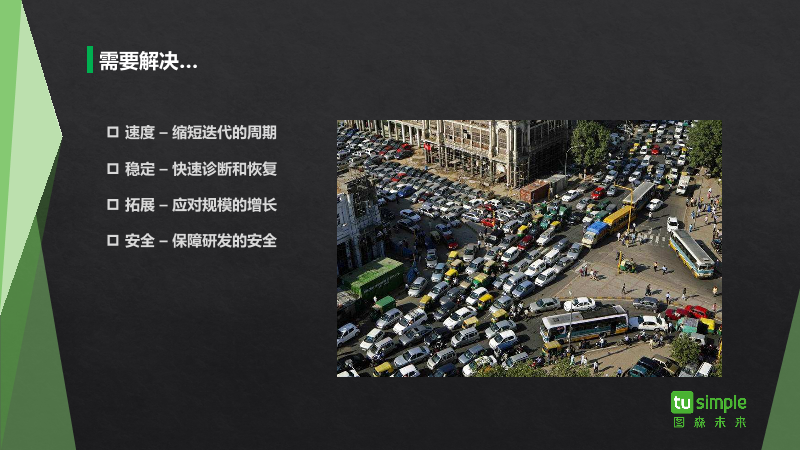 需要解决...
速度 – 缩短迭代的周期
稳定 – 快速诊断和恢复
拓展 – 应对规模的增长
安全 – 保障研发的安全
tu simple
图森未来